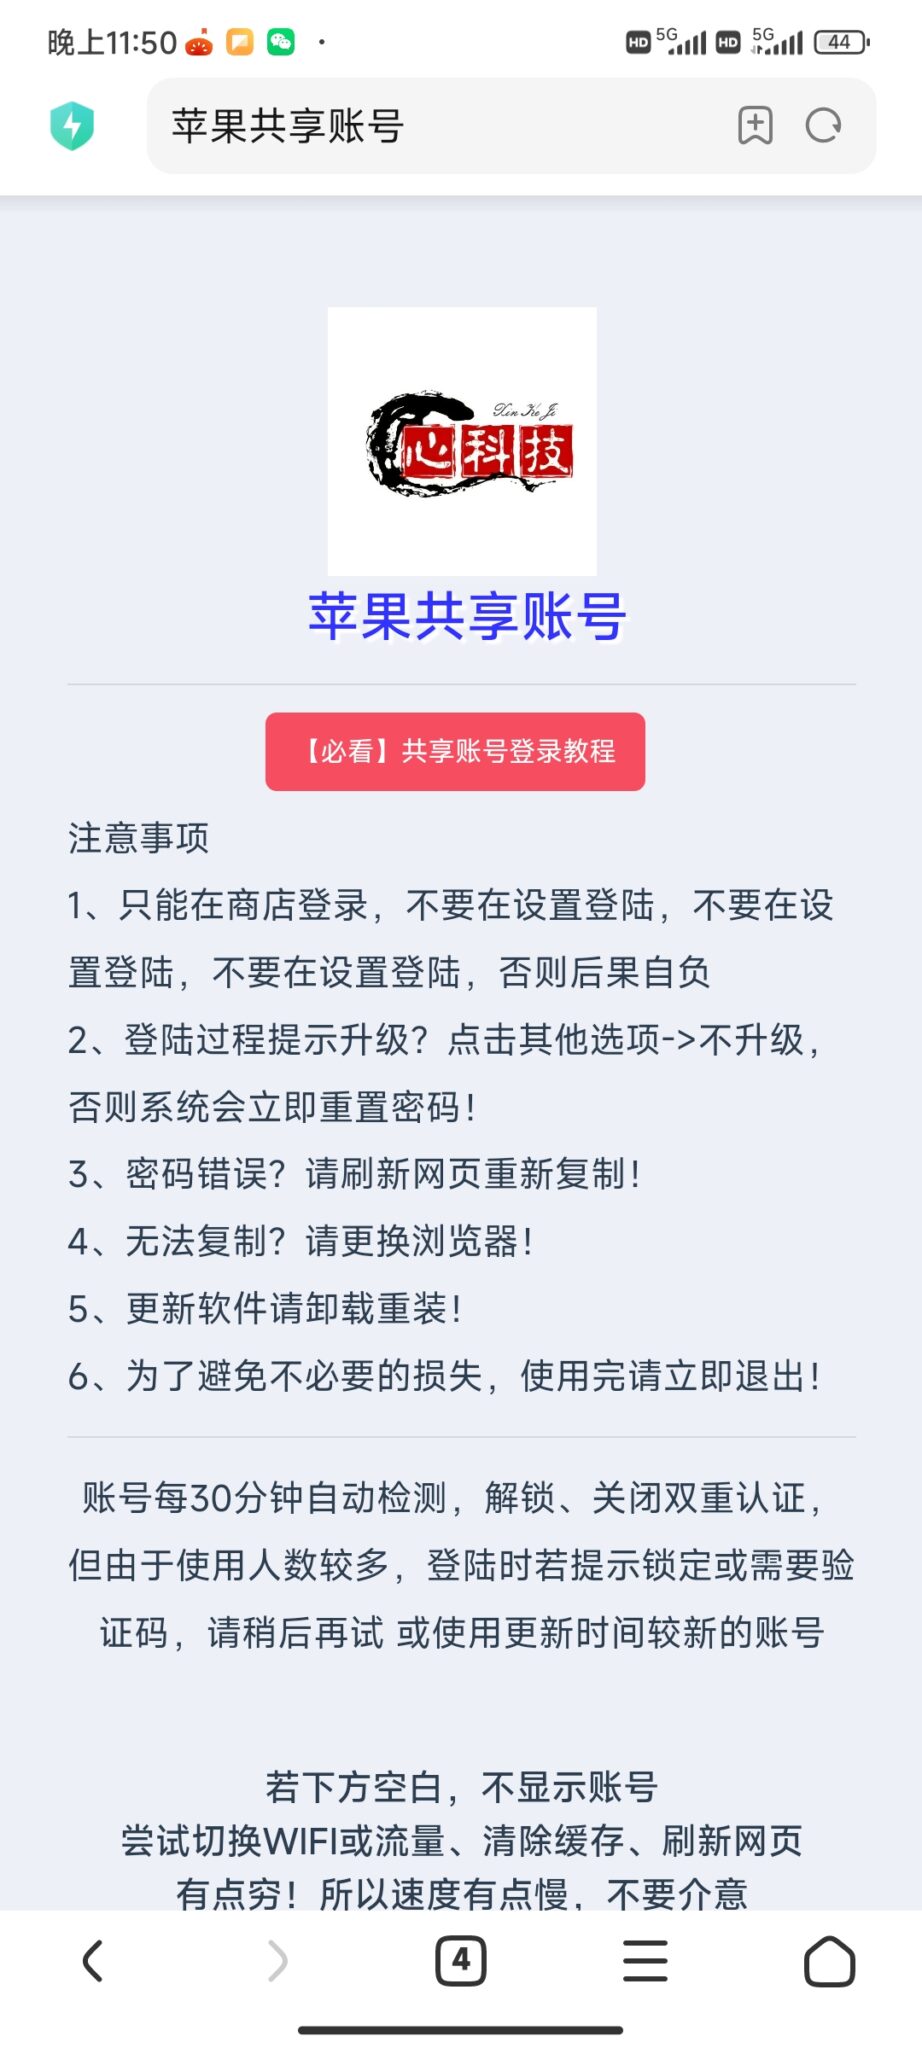 晚上11:50
HD 5G HD 5G 44
苹果共享账号
Xin Ke Ji
心科技
苹果共享账号
【必看】共享账号登录教程
注意事项
1、只能在商店登录，不要在设置登陆，不要在设
置登陆，不要在设置登陆，否则后果自负
2、登陆过程提示升级？点击其他选项->不升级，
否则系统会立即重置密码！
3、密码错误？请刷新网页重新复制！
4、无法复制？请更换浏览器！
5、更新软件请卸载重装！
6、为了避免不必要的损失，使用完请立即退出！
账号每30分钟自动检测，解锁、关闭双重认证，
但由于使用人数较多，登陆时若提示锁定或需要验
证码，请稍后再试 或使用更新时间较新的账号
若下方空白，不显示账号
尝试切换WIFI或流量、清除缓存、刷新网页
有点穷！所以速度有点慢，不要介意
4